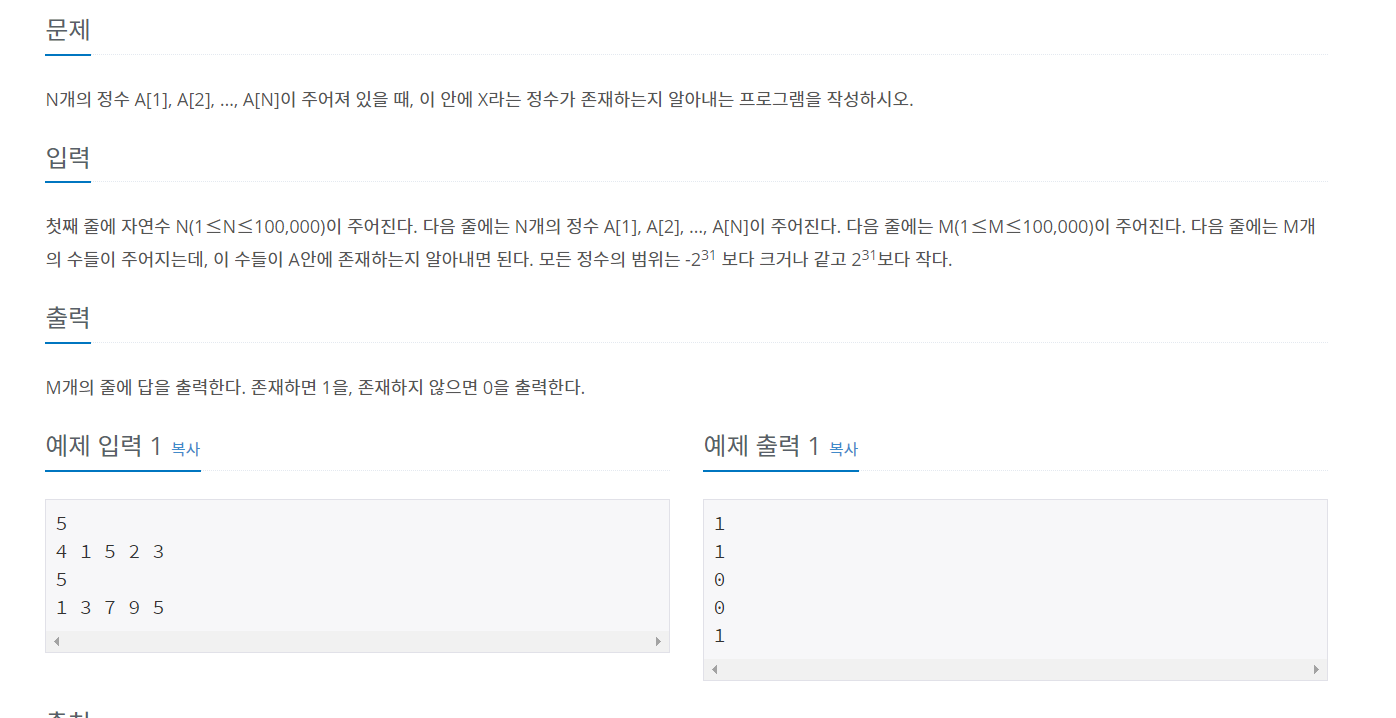 문제
N개의 정수 A[1], A[2], ..., A[N]이 주어져 있을 때, 이 안에 X라는 정수가 존재하는지 알아내는 프로그램을 작성하시오.
입력
첫째 줄에 자연수 N(1≤N≤100,000)이 주어진다. 다음 줄에는 N개의 정수 A[1], A[2], ..., A[N]이 주어진다. 다음 줄에는 M(1≤M≤100,000)이 주어진다. 다음 줄에는 M개
의 수들이 주어지는데, 이 수들이 A안에 존재하는지 알아내면 된다. 모든 정수의 범위는 -2³¹ 보다 크거나 같고 2³¹보다 작다.
출력
M개의 줄에 답을 출력한다. 존재하면 1을, 존재하지 않으면 0을 출력한다.
예제 입력 1 복사
5
4 1 5 2 3
5
1 3 7 9 5
예제 출력 1 복사
1
1
0
0
1